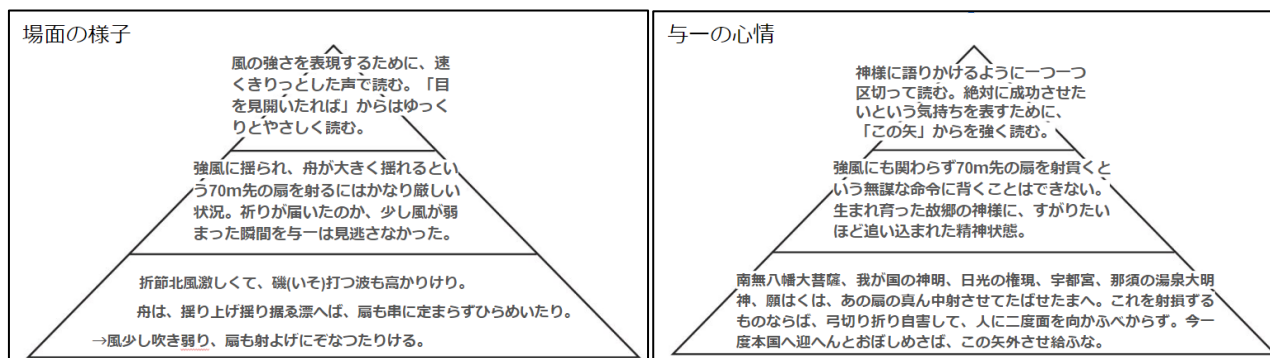 場面の様子
風の強さを表現するために、速
くきりっとした声で読む。「目
を見開いたれば」からはゆっく
りとやさしく読む。
強風に揺られ、舟が大きく揺れるとい
う70m先の扇を射るにはかなり厳しい
状況。祈りが届いたのか、少し風が弱
まった瞬間を与一は見逃さなかった。
折節北風激しくて、磯(いそ)打つ波も高かりけり。
舟は、揺り上げ揺り据ゑ漂へば、扇も串に定まらずひらめいたり。
→風少し吹き弱り、扇も射よげにぞなつたりける。
与一の心情
神様に語りかけるように一つ一つ
区切って読む。絶対に成功させた
いという気持ちを表すために、
「この矢」からを強く読む。
強風にも関わらず70m先の扇を射貫くと
いう無謀な命令に背くことはできない。
生まれ育った故郷の神様に、すがりたい
ほど追い込まれた精神状態。
南無八幡大菩薩、我が国の神明、日光の権現、宇都宮、那須の湯泉大明
神、願はくは、あの扇の真ん中射させてたばせたまへ。これを射損する
ものならば、弓切り折り自害して、人に二度面を向かふべからず。今一
度本国へ迎へんとおぼしめさば、この矢外させ給ふな。